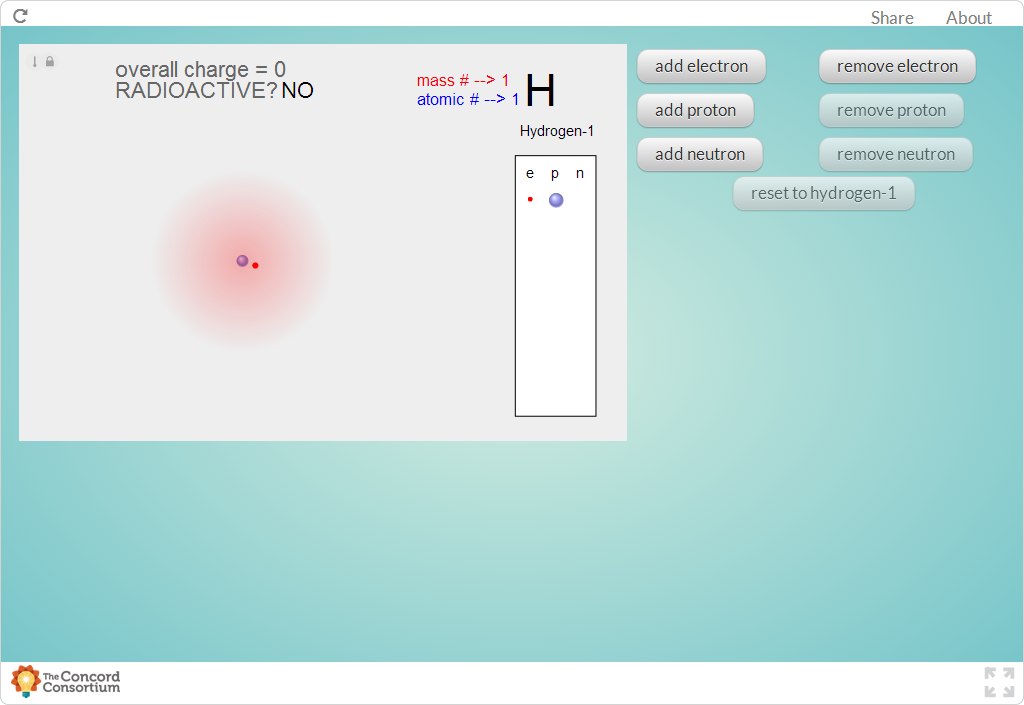 Share About
overall charge = 0
RADIOACTIVE? NO
mass # --> 1
atomic # --> 1
H
Hydrogen-1
e p n
add electron
remove electron
add proton
remove proton
add neutron
remove neutron
reset to hydrogen-1
The Concord
Consortium